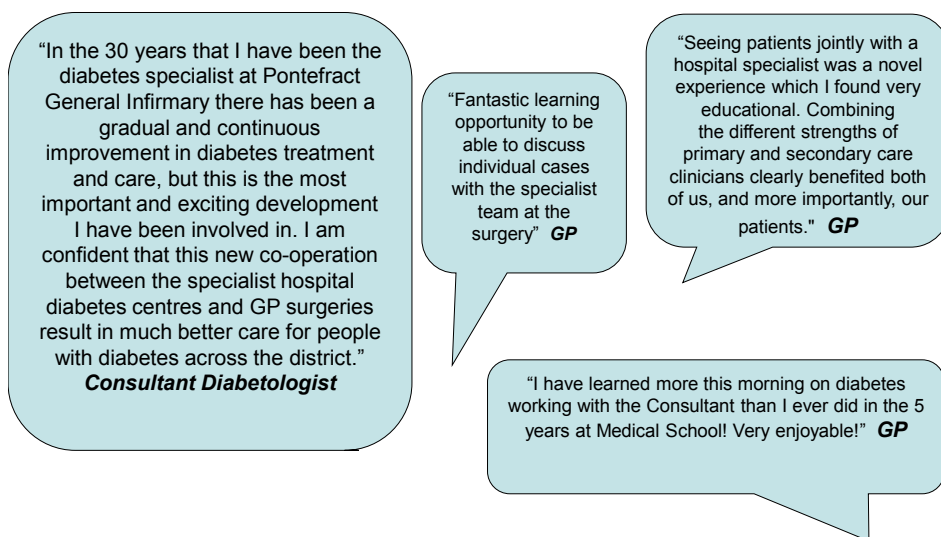 “In the 30 years that I have been the
diabetes specialist at Pontefract
General Infirmary there has been a
gradual and continuous
improvement in diabetes treatment
and care, but this is the most
important and exciting development
I have been involved in. I am
confident that this new co-operation
between the specialist hospital
diabetes centres and GP surgeries
result in much better care for people
with diabetes across the district.”
Consultant Diabetologist
“Fantastic learning
opportunity to be
able to discuss
individual cases
with the specialist
team at the
surgery” GP
“Seeing patients jointly with a
hospital specialist was a novel
experience which I found very
educational. Combining
the different strengths of
primary and secondary care
clinicians clearly benefited both
of us, and more importantly, our
patients." GP
“I have learned more this morning on diabetes
working with the Consultant than I ever did in the 5
years at Medical School! Very enjoyable!” GP